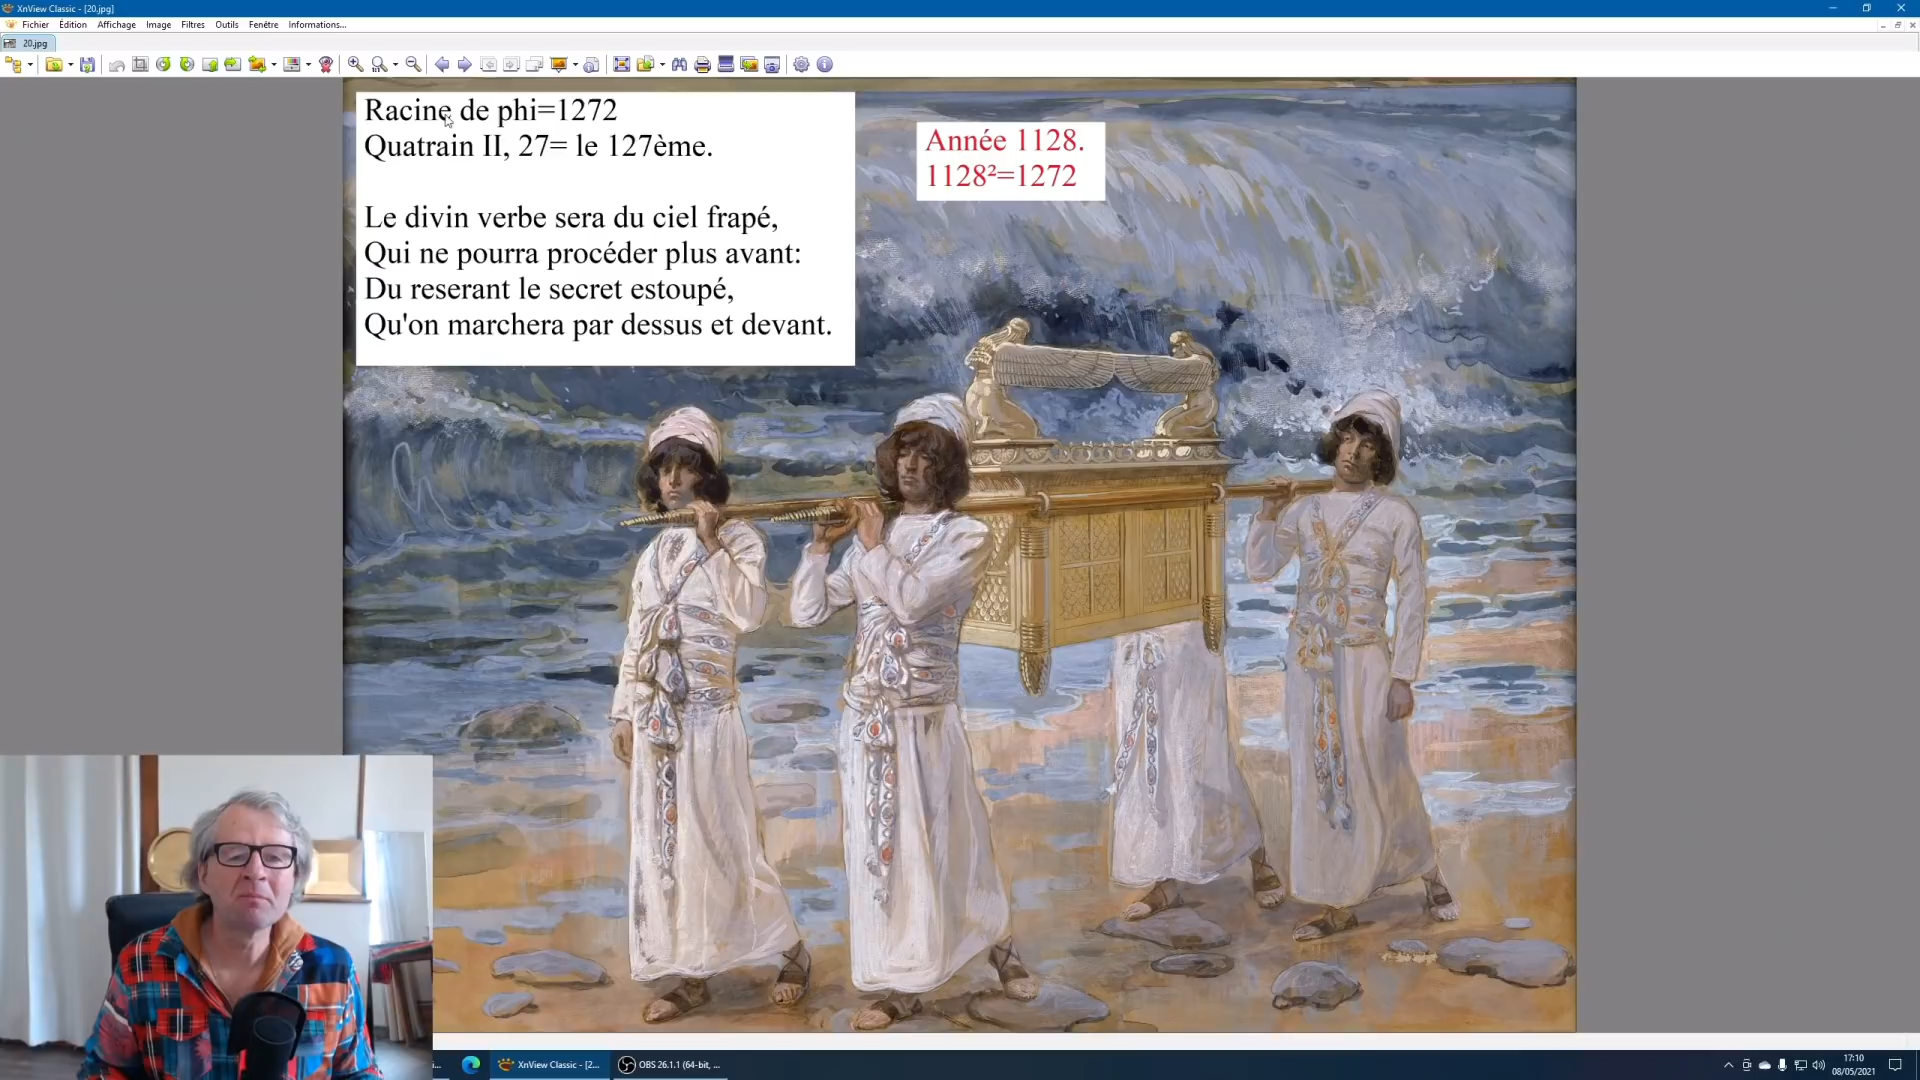 XnView Classic - [20.jpg]
Fichier Édition Affichage Image Filtres Outils Fenêtre Informations...
20.jpg
Racine de phi=1272
Quatrain II, 27= le 127ème.
Le divin verbe sera du ciel frapé,
Qui ne pourra procéder plus avant:
Du reserant le secret estoupé,
Qu'on marchera par dessus et devant.
Année 1128.
1128²=1272
XnView Classic - [2...
OBS 26.1.1 (64-bit, ...
17:10
08/05/2021